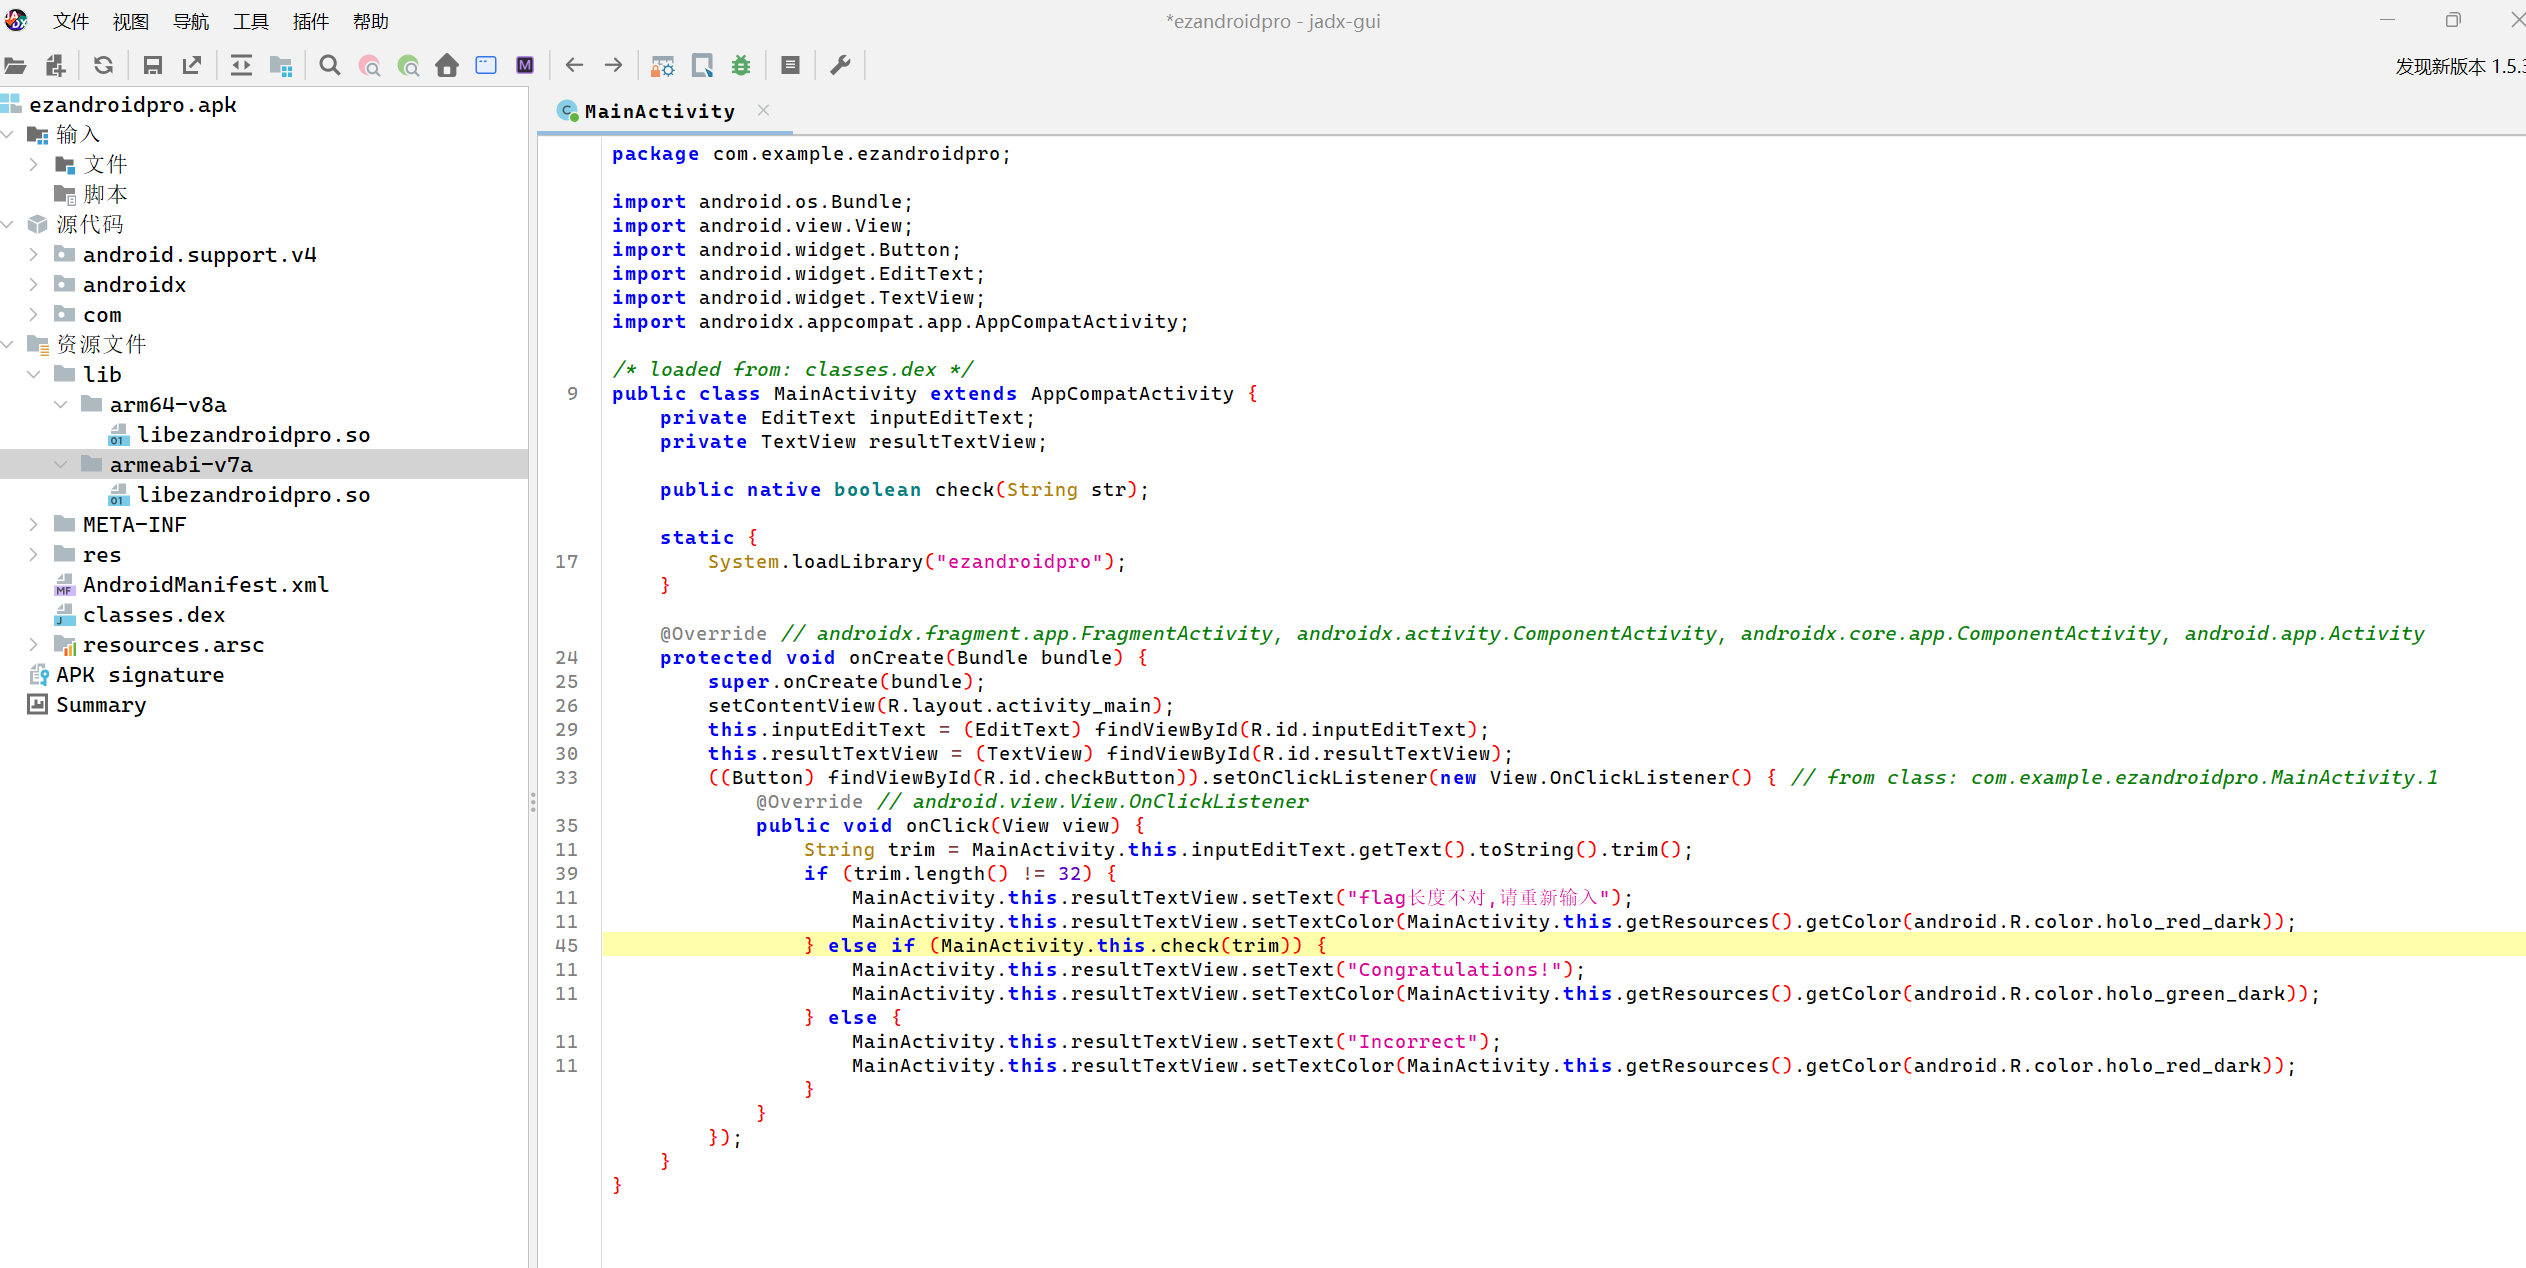 文件 视图 导航 工具 插件 帮助
*ezandroidpro - jadx-gui
发现新版本 1.5.3
ezandroidpro.apk
输入
文件
脚本
源代码
android.support.v4
androidx
com
资源文件
lib
arm64-v8a
libezandroidpro.so
armeabi-v7a
libezandroidpro.so
META-INF
res
AndroidManifest.xml
classes.dex
resources.arsc
APK signature
Summary
MainActivity
package com.example.ezandroidpro;
import android.os.Bundle;
import android.view.View;
import android.widget.Button;
import android.widget.EditText;
import android.widget.TextView;
import androidx.appcompat.app.AppCompatActivity;
/* loaded from: classes.dex */
9 public class MainActivity extends AppCompatActivity {
private EditText inputEditText;
private TextView resultTextView;
public native boolean check(String str);
static {
17 System.loadLibrary("ezandroidpro");
}
@Override // androidx.fragment.app.FragmentActivity, androidx.activity.ComponentActivity, androidx.core.app.ComponentActivity, android.app.Activity
24 protected void onCreate(Bundle bundle) {
25 super.onCreate(bundle);
26 setContentView(R.layout.activity_main);
29 this.inputEditText = (EditText) findViewById(R.id.inputEditText);
30 this.resultTextView = (TextView) findViewById(R.id.resultTextView);
33 ((Button) findViewById(R.id.checkButton)).setOnClickListener(new View.OnClickListener() { // from class: com.example.ezandroidpro.MainActivity.1
@Override // android.view.View.OnClickListener
35 public void onClick(View view) {
11 String trim = MainActivity.this.inputEditText.getText().toString().trim();
39 if (trim.length() != 32) {
11 MainActivity.this.resultTextView.setText("flag长度不对,请重新输入");
11 MainActivity.this.resultTextView.setTextColor(MainActivity.this.getResources().getColor(android.R.color.holo_red_dark));
45 } else if (MainActivity.this.check(trim)) {
11 MainActivity.this.resultTextView.setText("Congratulations!");
11 MainActivity.this.resultTextView.setTextColor(MainActivity.this.getResources().getColor(android.R.color.holo_green_dark));
} else {
11 MainActivity.this.resultTextView.setText("Incorrect");
11 MainActivity.this.resultTextView.setTextColor(MainActivity.this.getResources().getColor(android.R.color.holo_red_dark));
}
}
});
}
}